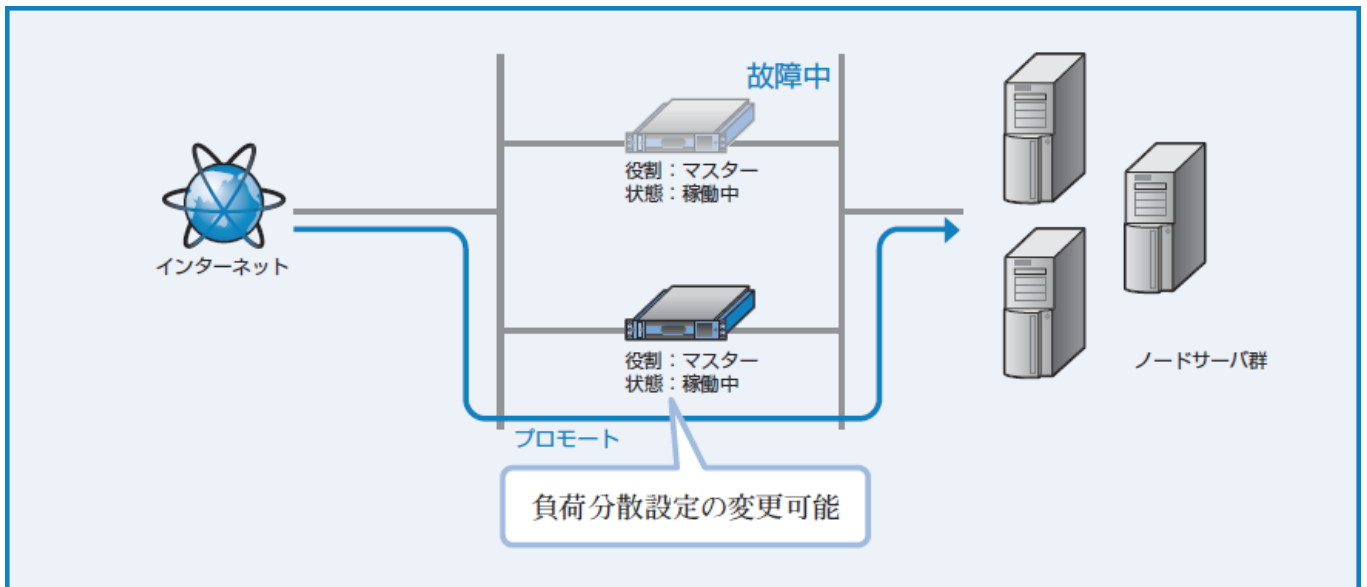 故障中
役割：マスター
状態：稼働中
インターネット
役割：マスター
状態：稼働中
ノードサーバ群
プロモート
負荷分散設定の変更可能